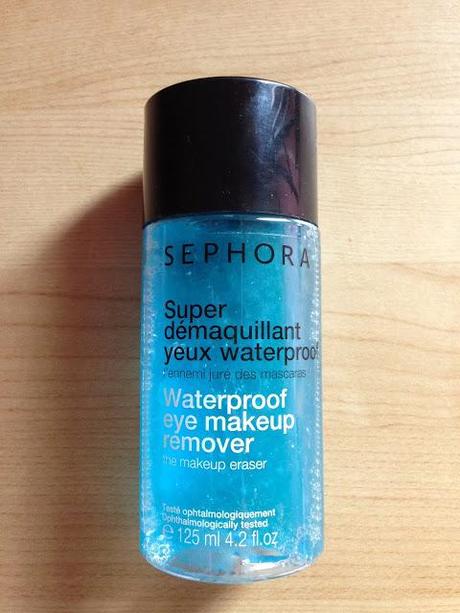 SEPHORA
Super
démaquillant
yeux waterproof
l'ennemi juré des mascaras
Waterproof
eye makeup
remover
the makeup eraser
Testé ophtalmologiquement
Ophthalmologically tested
℮ 125 ml 4.2 fl.oz